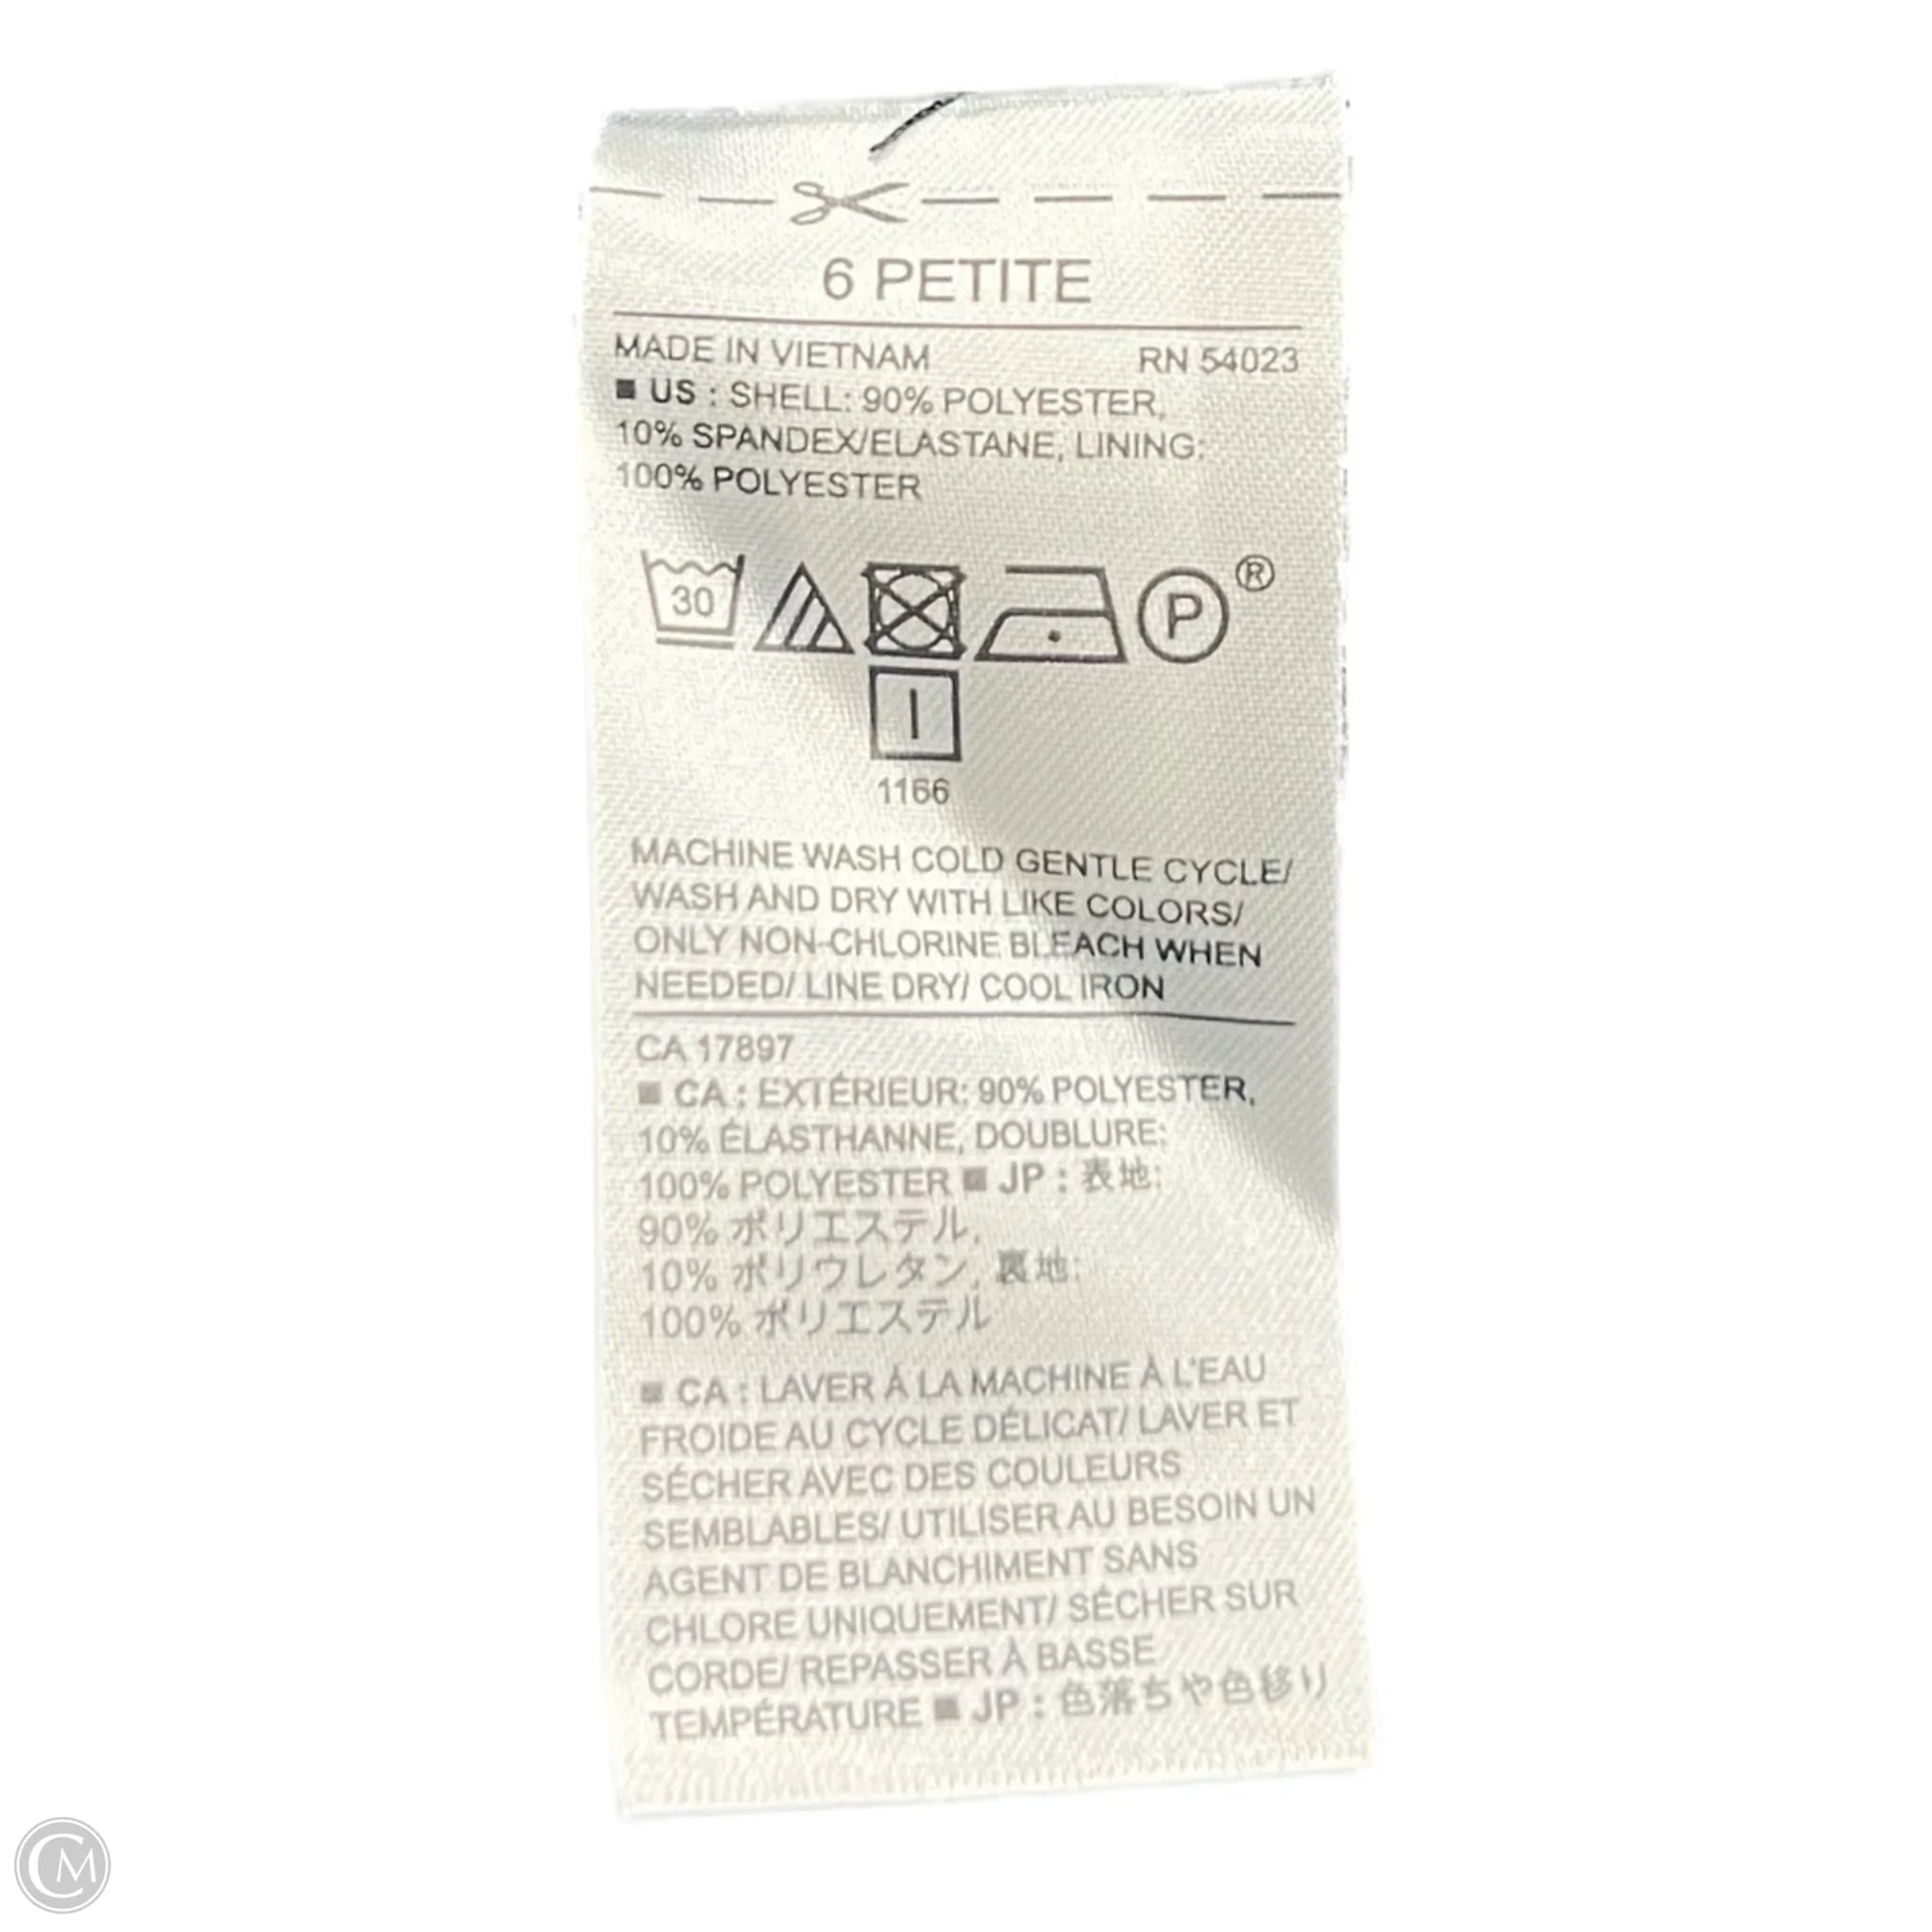 6 PETITE
MADE IN VIETNAM RN 54023
■ US : SHELL: 90% POLYESTER,
10% SPANDEX/ELASTANE, LINING:
100% POLYESTER
30 P ®
1166
MACHINE WASH COLD GENTLE CYCLE/
WASH AND DRY WITH LIKE COLORS/
ONLY NON-CHLORINE BLEACH WHEN
NEEDED/ LINE DRY/ COOL IRON
CA 17897
■ CA : EXTÉRIEUR: 90% POLYESTER,
10% ÉLASTHANNE, DOUBLURE:
100% POLYESTER ■ JP : 表地:
90% ポリエステル,
10% ポリウレタン, 裏地:
100% ポリエステル
■ CA : LAVER À LA MACHINE À L'EAU
FROIDE AU CYCLE DÉLICAT/ LAVER ET
SÉCHER AVEC DES COULEURS
SEMBLABLES/ UTILISER AU BESOIN UN
AGENT DE BLANCHIMENT SANS
CHLORE UNIQUEMENT/ SÉCHER SUR
CORDE/ REPASSER À BASSE
TEMPÉRATURE ■ JP : 色落ちや色移り
CM